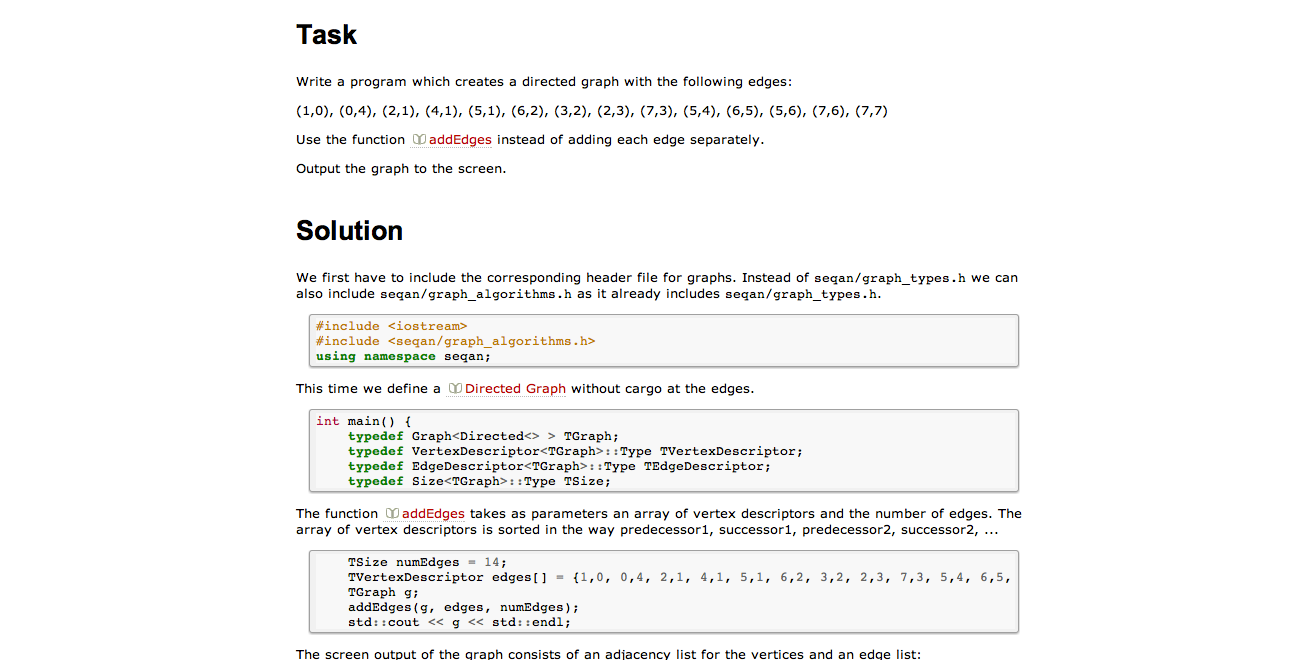 Task
Write a program which creates a directed graph with the following edges:
(1,0), (0,4), (2,1), (4,1), (5,1), (6,2), (3,2), (2,3), (7,3), (5,4), (6,5), (5,6), (7,6), (7,7)
Use the function addEdges instead of adding each edge separately.
Output the graph to the screen.
Solution
We first have to include the corresponding header file for graphs. Instead of seqan/graph_types.h we can
also include seqan/graph_algorithms.h as it already includes seqan/graph_types.h.
#include <iostream>
#include <seqan/graph_algorithms.h>
using namespace seqan;
This time we define a Directed Graph without cargo at the edges.
int main() {
    typedef Graph<Directed<> > TGraph;
    typedef VertexDescriptor<TGraph>::Type TVertexDescriptor;
    typedef EdgeDescriptor<TGraph>::Type TEdgeDescriptor;
    typedef Size<TGraph>::Type TSize;
The function addEdges takes as parameters an array of vertex descriptors and the number of edges. The
array of vertex descriptors is sorted in the way predecessor1, successor1, predecessor2, successor2, ...
    TSize numEdges = 14;
    TVertexDescriptor edges[] = {1,0, 0,4, 2,1, 4,1, 5,1, 6,2, 3,2, 2,3, 7,3, 5,4, 6,5,
    TGraph g;
    addEdges(g, edges, numEdges);
    std::cout << g << std::endl;
The screen output of the graph consists of an adjacency list for the vertices and an edge list: